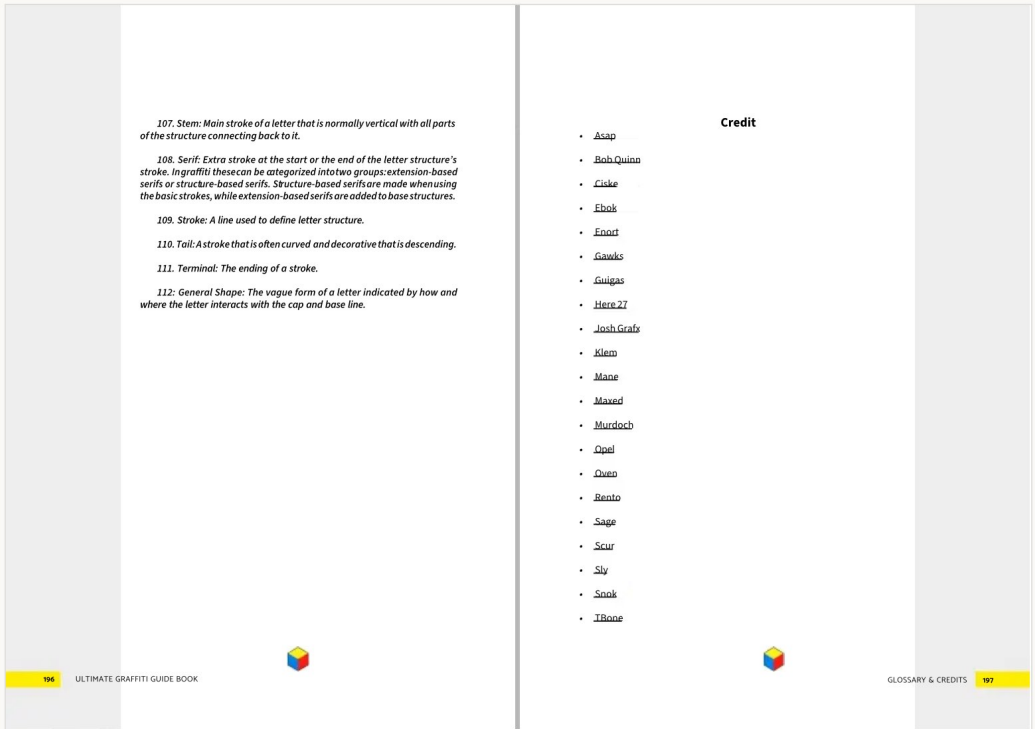 107. Stem: Main stroke of a letter that is normally vertical with all parts
of the structure connecting back to it.
108. Serif: Extra stroke at the start or the end of the letter structure's
stroke. In graffiti these can be categorized into two groups: extension-based
serifs or structure-based serifs. Structure-based serifs are made when using
the basic strokes, while extension-based serifs are added to base structures.
109. Stroke: A line used to define letter structure.
110. Tail: A stroke that is often curved and decorative that is descending.
111. Terminal: The ending of a stroke.
112: General Shape: The vague form of a letter indicated by how and
where the letter interacts with the cap and base line.
196 ULTIMATE GRAFFITI GUIDE BOOK
Credit
• Asap
• Bob Quinn
• Ciske
• Ebok
• Enort
• Gawks
• Guigas
• Here 27
• Josh Grafx
• Klem
• Mane
• Maxed
• Murdoch
• Opel
• Oven
• Rento
• Sage
• Scur
• Sly
• Snok
• TBone
GLOSSARY & CREDITS 197